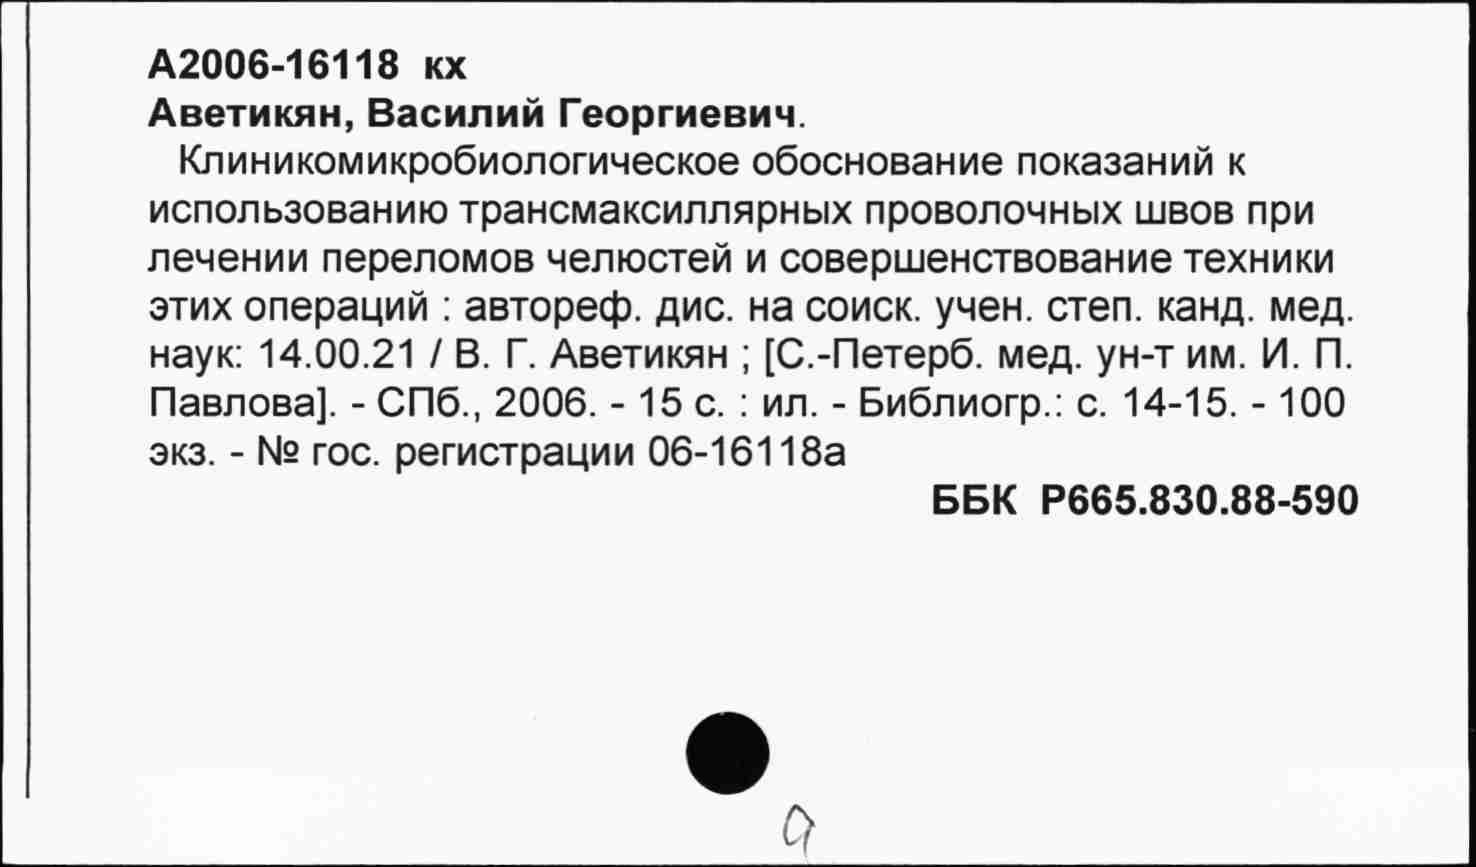 А2006-16118 кх
Аветикян, Василий Георгиевич.
Клиникомикробиологическое обоснование показаний к
использованию трансмаксиллярных проволочных швов при
лечении переломов челюстей и совершенствование техники
этих операций : автореф. дис. на соиск. учен. степ. канд. мед.
наук: 14.00.21 / В. Г. Аветикян ; [С.-Петерб. мед. ун-т им. И. П.
Павлова]. - СПб., 2006. - 15 с. : ил. - Библиогр.: с. 14-15. - 100
экз. - № гос. регистрации 06-16118а
ББК Р665.830.88-590